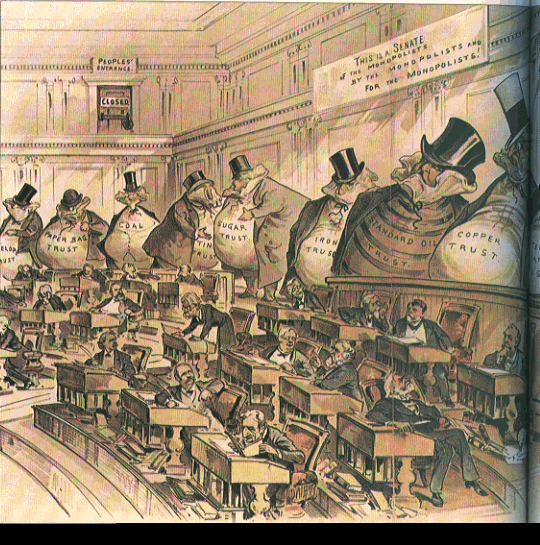 PEOPLES'
ENTRANCE.
CLOSED
THIS IS A SENATE
OF THE MONOPOLISTS
BY THE MONOPOLISTS AND
FOR THE MONOPOLISTS!
PAPER BAG
TRUST
COAL
TIN
TRUST
SUGAR
TRUST
IRON
TRUST
STANDARD OIL
TRUST.
COPPER
TRUST